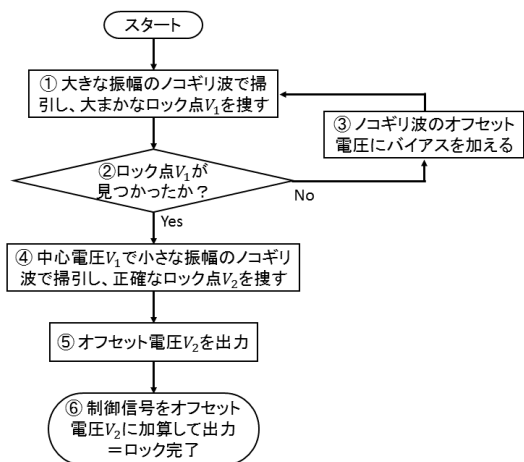 スタート
① 大きな振幅のノコギリ波で掃
引し、大まかなロック点V₁を捜す
② ロック点V₁が
見つかったか？
No
③ ノコギリ波のオフセット
電圧にバイアスを加える
Yes
④ 中心電圧V₁で小さな振幅のノコギリ
波で掃引し、正確なロック点V₂を捜す
⑤ オフセット電圧V₂を出力
⑥ 制御信号をオフセット
電圧V₂に加算して出力
＝ロック完了